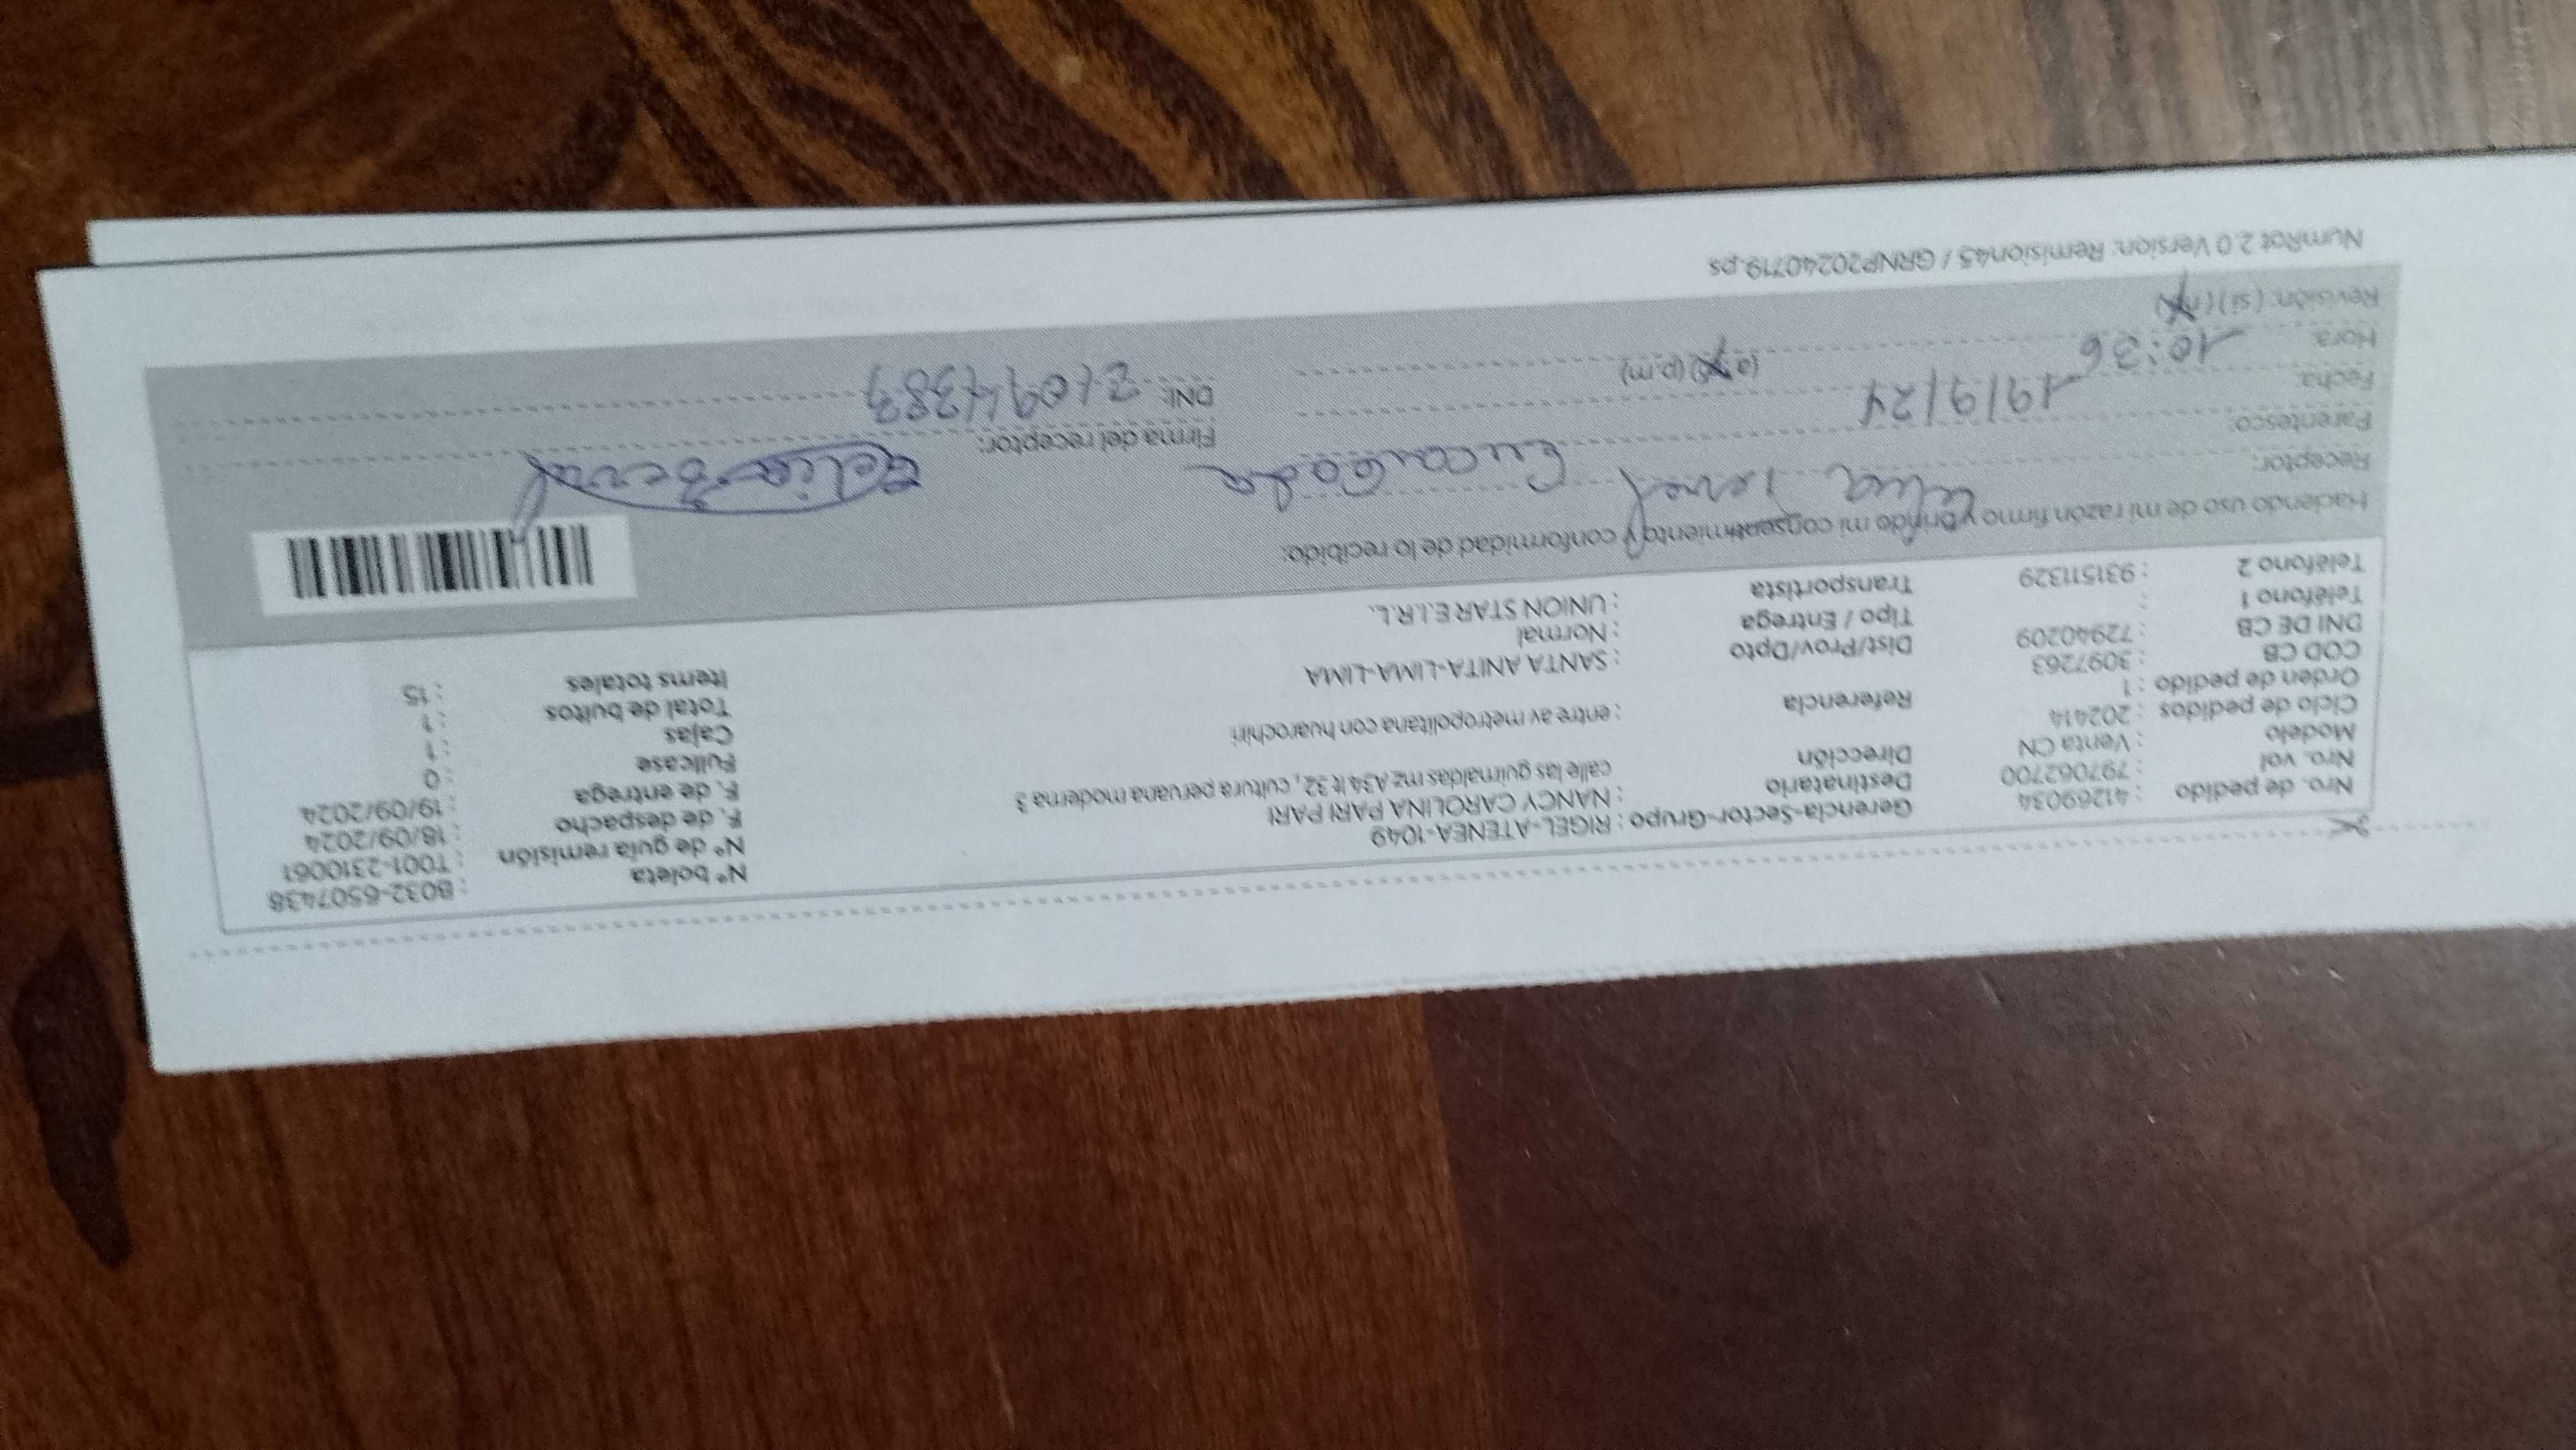 Nro. de pedido : 41269034
Nro. vol : 797062700
Modelo : Venta CN
Ciclo de pedidos : 202414
Orden de pedido : 1
COD CB : 3097263
DNI DE CB : 72940209
Teléfono 1 :
Teléfono 2 : 931511329
Gerencia-Sector-Grupo : RIGEL-ATENEA-1049
Destinatario : NANCY CAROLINA PARI PARI
Dirección calle las guirnaldas mz A34 lt 32, cultura peruana moderna 3
Referencia : entre av metropolitana con huarochiri
Dist/Prov/Dpto : SANTA ANITA-LIMA-LIMA
Tipo / Entrega : Normal
Transportista : UNION STAR E.I.R.L.
N° boleta : B032-6507438
N° de guía remisión : T001-2310061
F. de despacho : 18/09/2024
F. de entrega : 19/09/2024
Fullcase : 0
Cajas : 1
Total de bultos : 1
Items totales : 15
Haciendo uso de mi razón firmo y brindo mi consentimiento y conformidad de lo recibido:
Receptor:
Parentesco: Encargada
Fecha: 19/9/24
Hora: 10:36 (a.m) (p.m)
Revisión: (si) (no)
Firma del receptor:
DNI:
NumRot 2.0 Version: Remision45 / GRNP20240719.ps